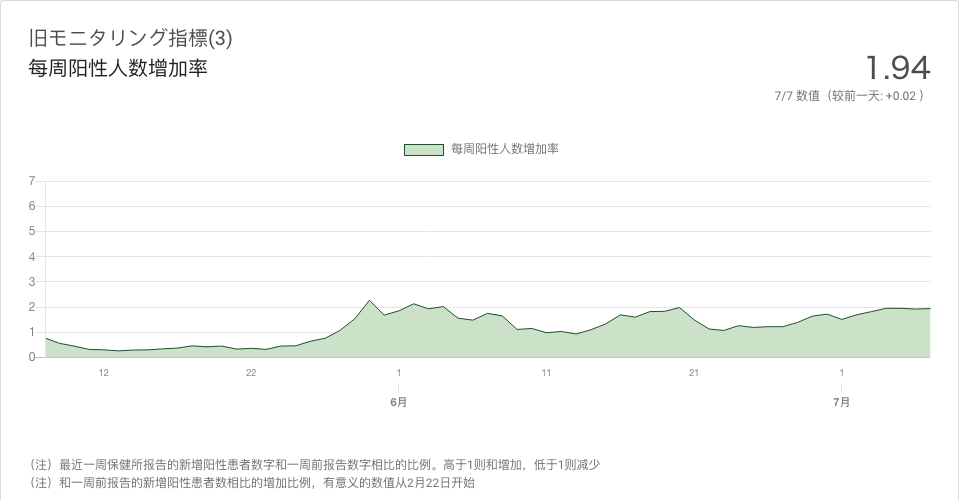 旧モニタリング指標(3)
每周阳性人数增加率
1.94
7/7 数值（较前一天: +0.02 ）
每周阳性人数增加率
7
6
5
4
3
2
1
0
12 22 1 11 21 1
6月 7月
（注）最近一周保健所报告的新增阳性患者数字和一周前报告数字相比的比例。高于1则和增加，低于1则减少
（注）和一周前报告的新增阳性患者数相比的增加比例，有意义的数值从2月22日开始